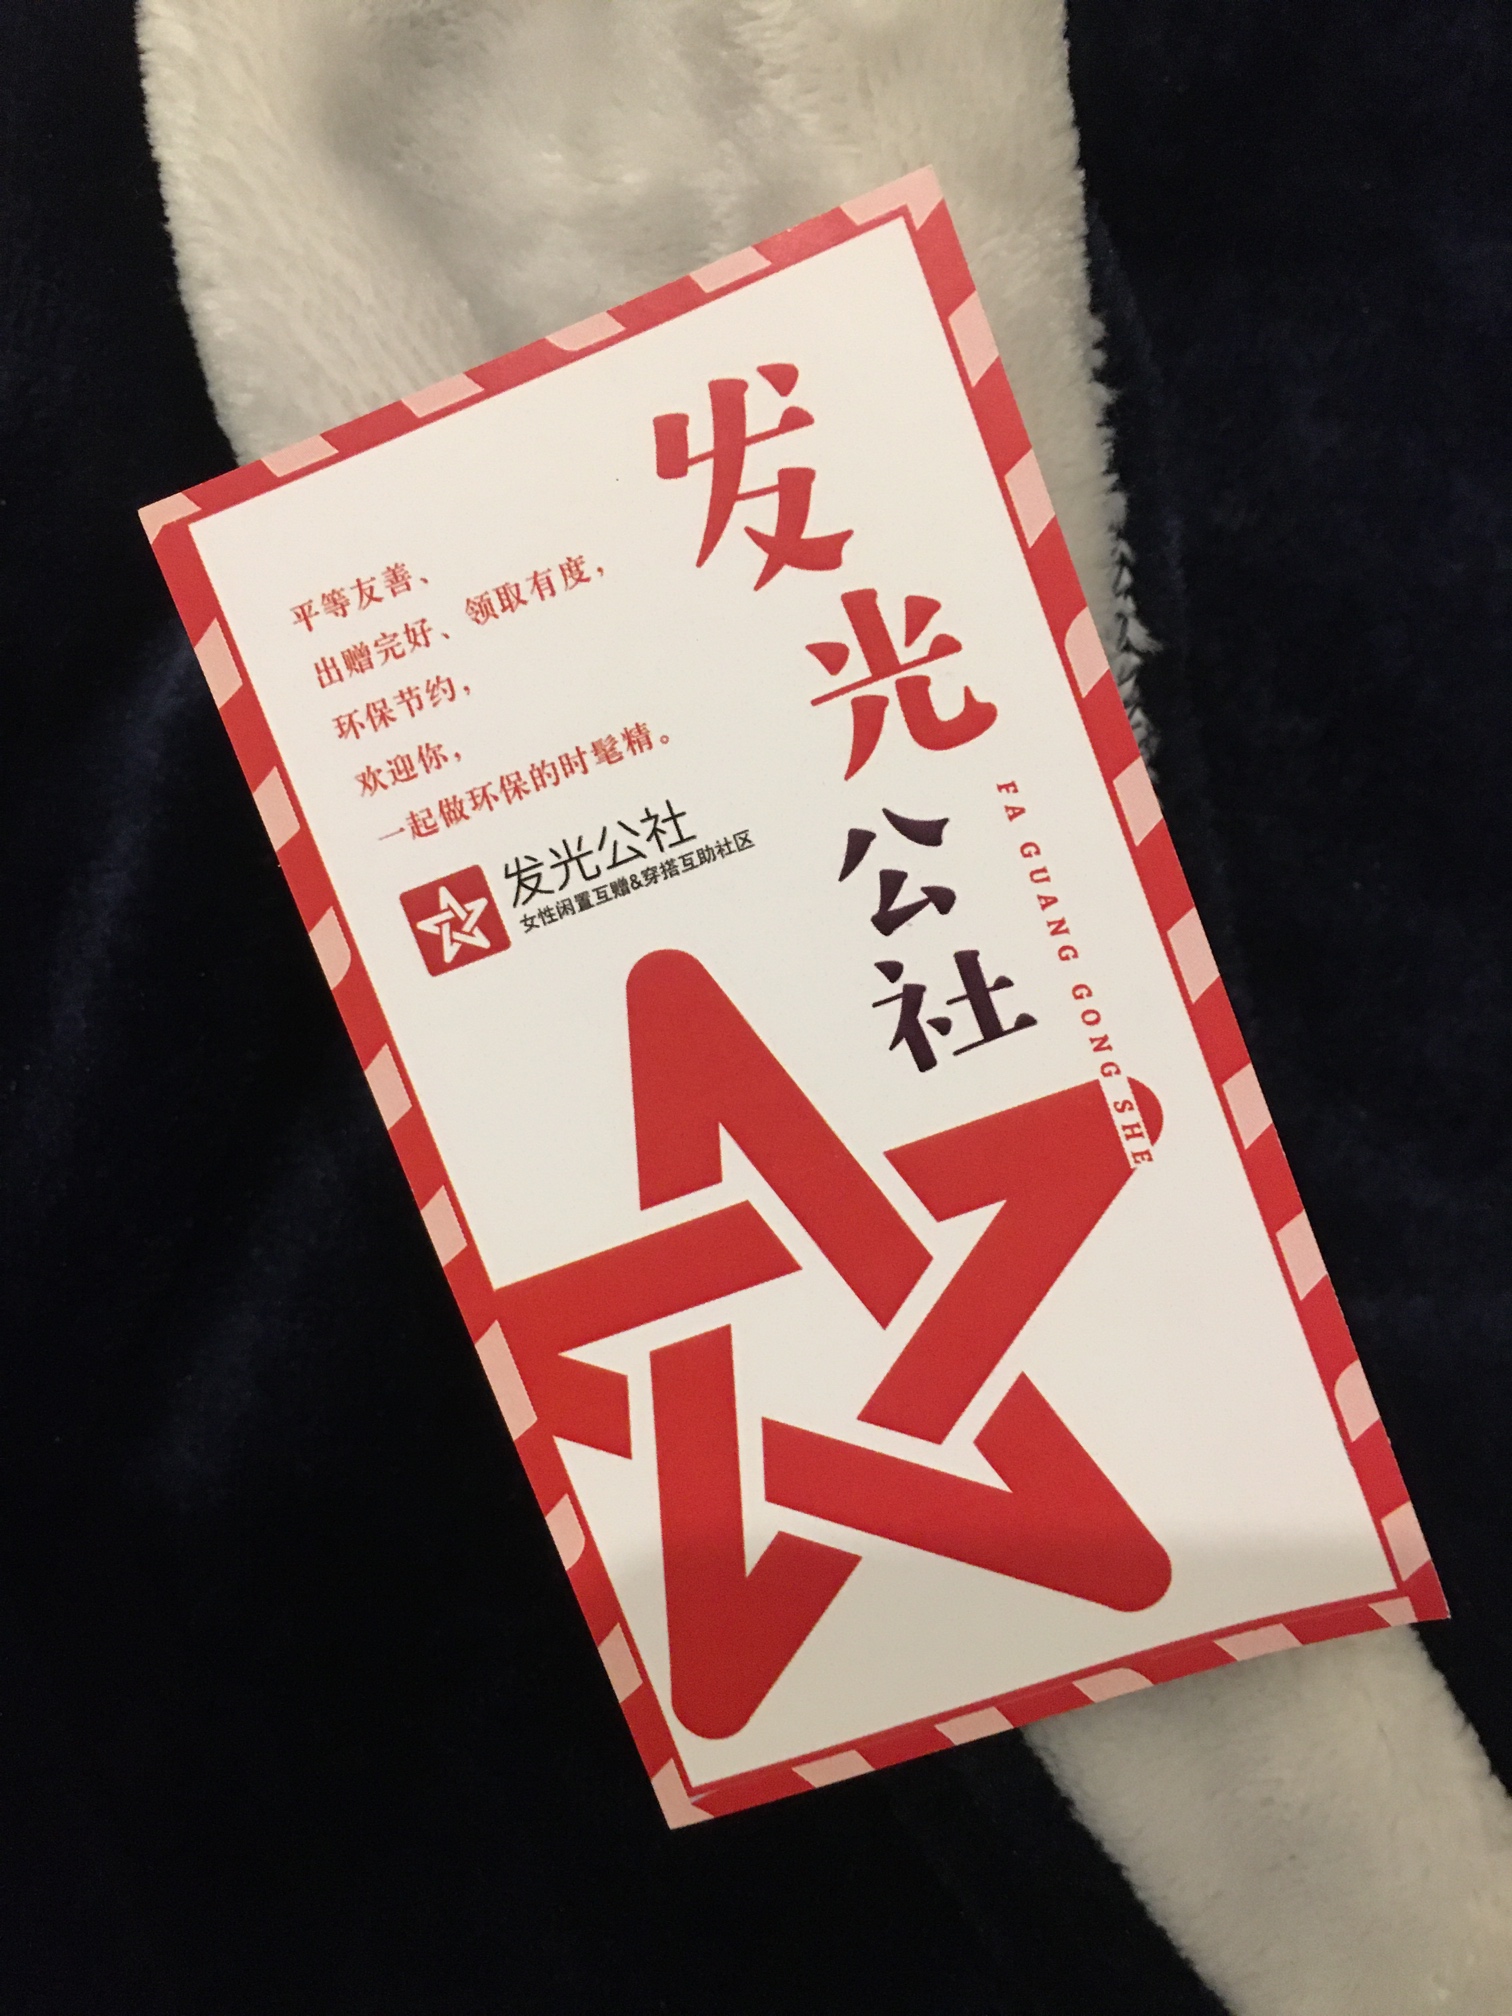 发光公社
FA GUANG GONG SHE
平等友善、
出赠完好、领取有度，
环保节约，
欢迎你，
一起做环保的时髦精。
发光公社
女性闲置互赠&穿搭互助社区